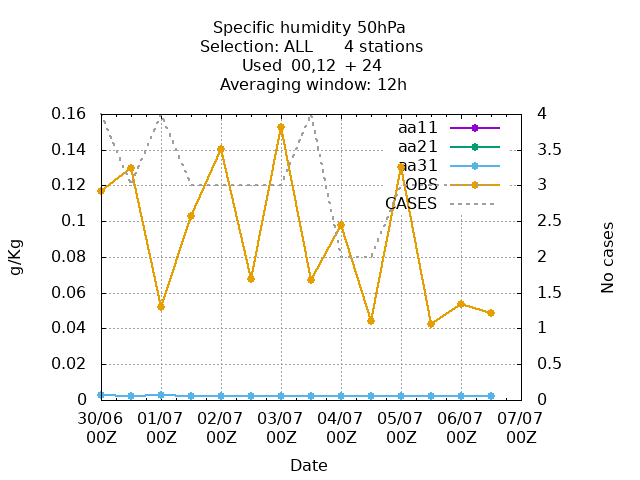 Specific humidity 50hPa
Selection: ALL 4 stations
Used 00,12 + 24
Averaging window: 12h
0.16 4
0.14 3.5
0.12 3
0.1 2.5
0.08 2
0.06 1.5
0.04 1
0.02 0.5
0 0
aa11
aa21
aa31
OBS
CASES
g/Kg
No cases
30/06 01/07 02/07 03/07 04/07 05/07 06/07 07/07
00Z 00Z 00Z 00Z 00Z 00Z 00Z 00Z
Date